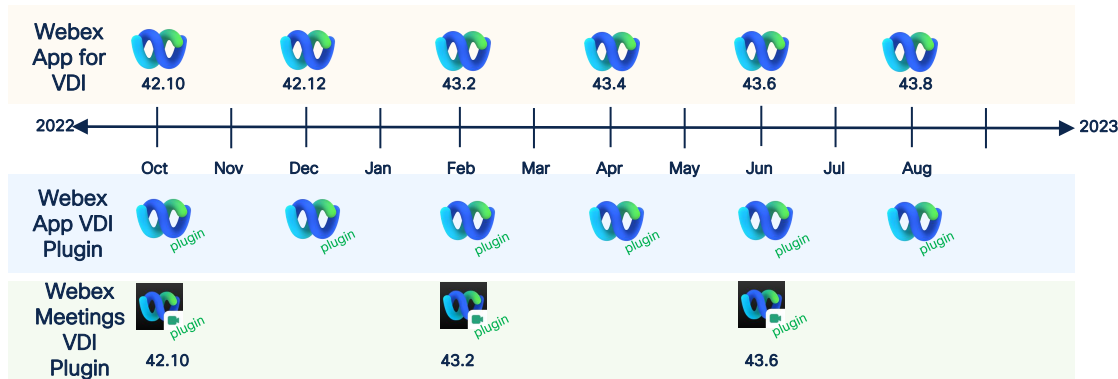 Webex
App for
VDI
42.10
42.12
43.2
43.4
43.6
43.8
2022
2023
Oct
Nov
Dec
Jan
Feb
Mar
Apr
May
Jun
Jul
Aug
Webex
App VDI
Plugin
plugin
plugin
plugin
plugin
plugin
plugin
Webex
Meetings
VDI
Plugin
plugin
plugin
plugin
42.10
43.2
43.6